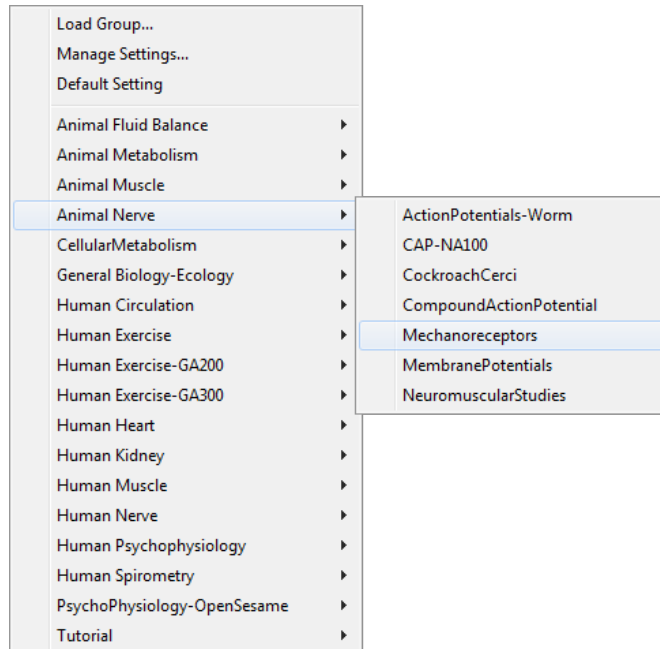 Load Group...
Manage Settings...
Default Setting
Animal Fluid Balance
Animal Metabolism
Animal Muscle
Animal Nerve
CellularMetabolism
General Biology-Ecology
Human Circulation
Human Exercise
Human Exercise-GA200
Human Exercise-GA300
Human Heart
Human Kidney
Human Muscle
Human Nerve
Human Psychophysiology
Human Spirometry
PsychoPhysiology-OpenSesame
Tutorial
ActionPotentials-Worm
CAP-NA100
CockroachCerci
CompoundActionPotential
Mechanoreceptors
MembranePotentials
NeuromuscularStudies